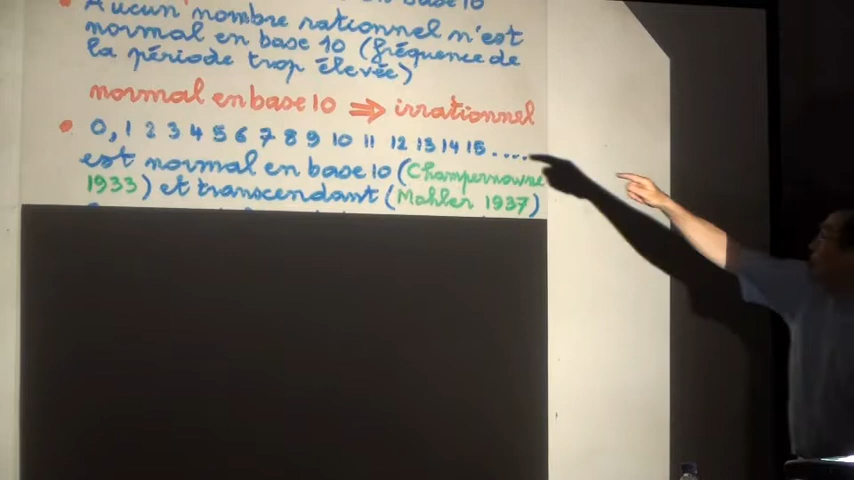 • Aucun nombre rationnel n'est
normal en base 10 (fréquence de
la période trop élevée)
normal en base 10 ⇒ irrationnel
• 0,1 2 3 4 5 6 7 8 9 10 11 12 13 14 15.....
est normal en base 10 (Champernowne
1933) et transcendant (Mahler 1937)